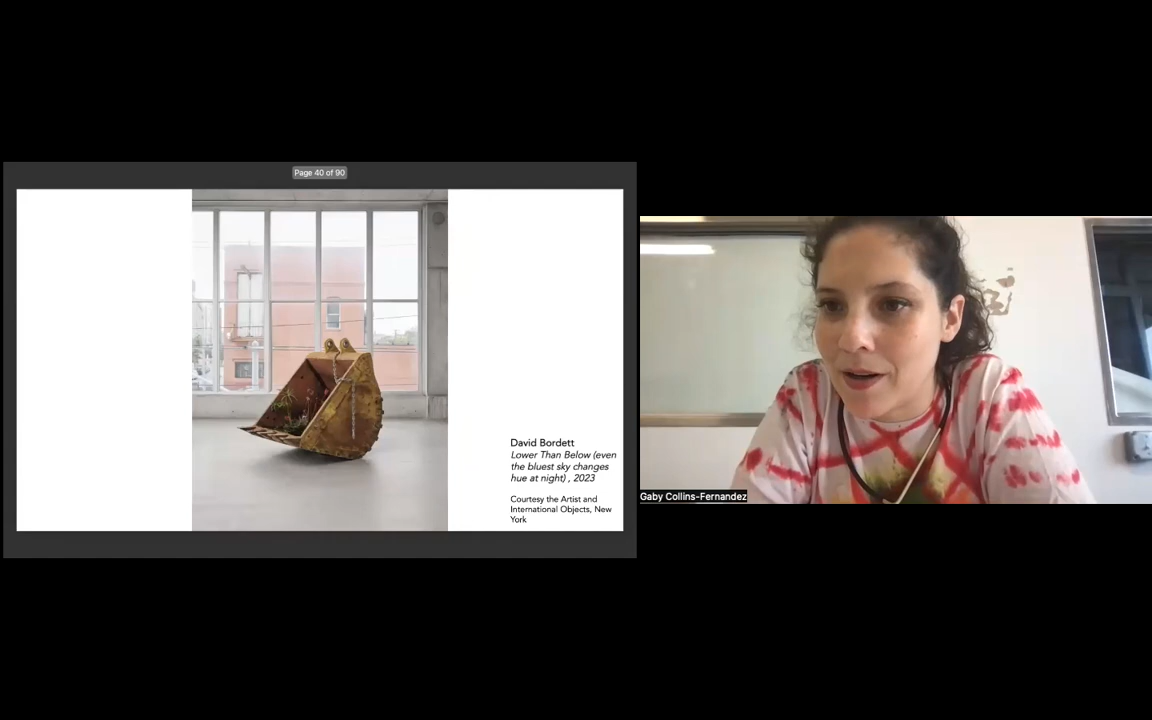 Page 40 of 90
David Bordett
Lower Than Below (even
the bluest sky changes
hue at night) , 2023
Courtesy the Artist and
International Objects, New
York
Gaby Collins-Fernandez